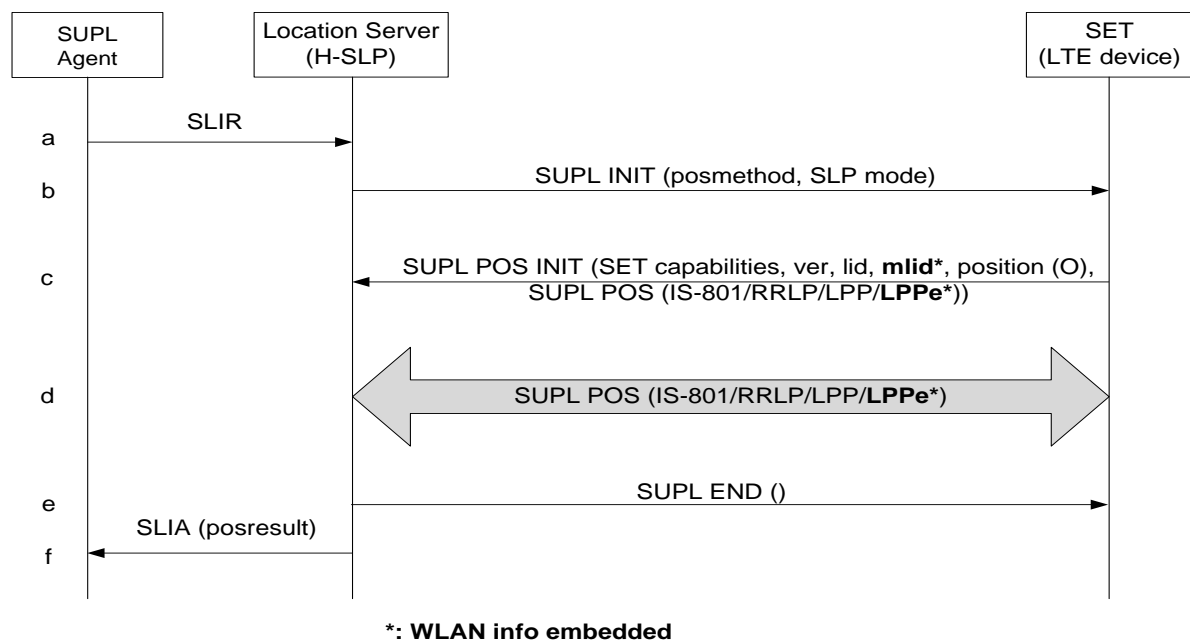 SUPL
Agent
Location Server
(H-SLP)
SET
(LTE device)
a
SLIR
b
SUPL INIT (posmethod, SLP mode)
c
SUPL POS INIT (SET capabilities, ver, lid, mlid*, position (O),
SUPL POS (IS-801/RRLP/LPP/LPPe*))
d
SUPL POS (IS-801/RRLP/LPP/LPPe*)
e
SUPL END ()
SLIA (posresult)
f
*: WLAN info embedded